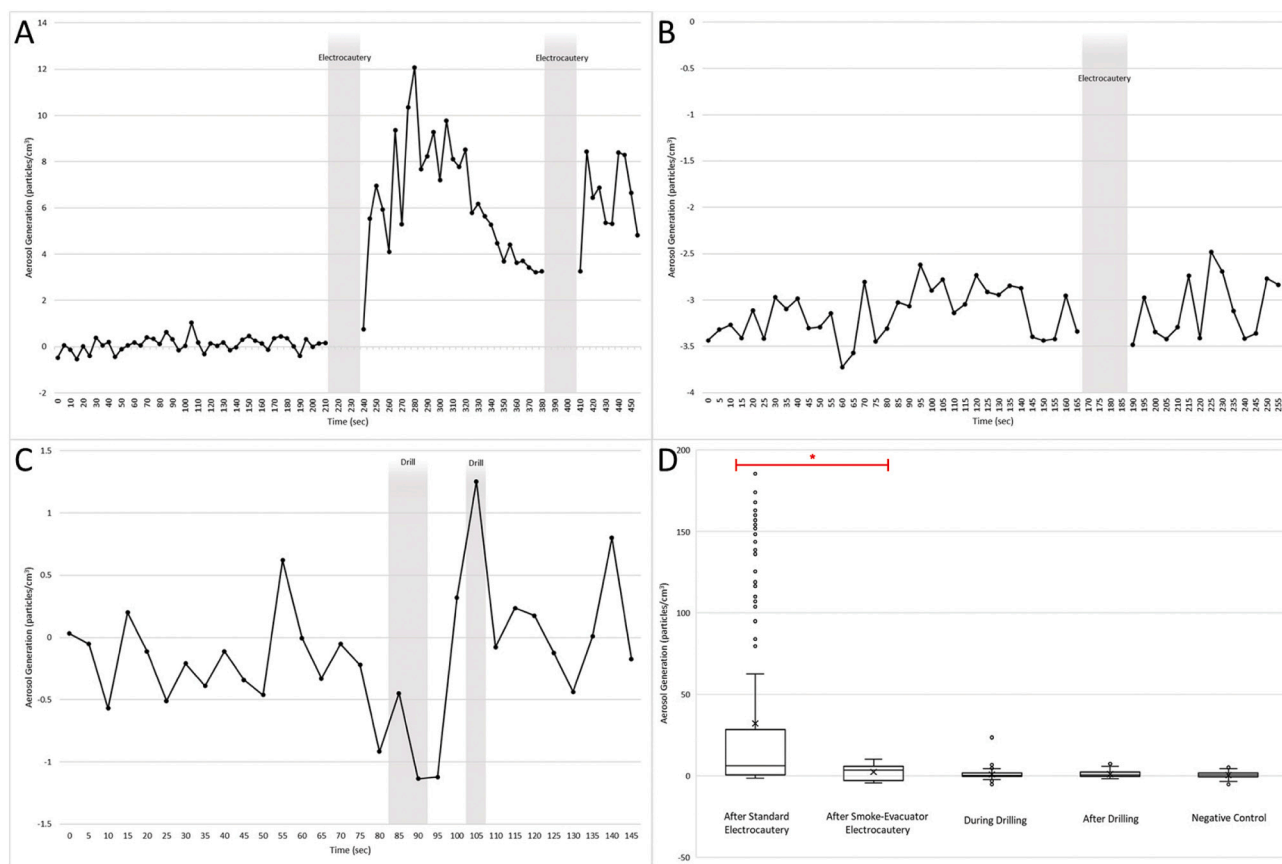 A
Aerosol Generation (particles/cm³)
14
12
10
8
6
4
2
0
-2
Electrocautery
Electrocautery
0 10 20 30 40 50 60 70 80 90 100 110 120 130 140 150 160 170 180 190 200 210 220 230 240 250 260 270 280 290 300 310 320 330 340 350 360 370 380 390 400 410 420 430 440 450
Time (sec)
B
Aerosol Generation (particles/cm³)
0
-0.5
-1
-1.5
-2
-2.5
-3
-3.5
-4
Electrocautery
0 5 10 15 20 25 30 35 40 45 50 55 60 65 70 75 80 85 90 95 100 105 110 115 120 125 130 135 140 145 150 155 160 165 170 175 180 185 190 195 200 205 210 215 220 225 230 235 240 245 250 255
Time (sec)
C
Aerosol Generation (particles/cm³)
1.5
1
0.5
0
-0.5
-1
-1.5
Drill
Drill
0 5 10 15 20 25 30 35 40 45 50 55 60 65 70 75 80 85 90 95 100 105 110 115 120 125 130 135 140 145
Time (sec)
D
Aerosol Generation (particles/cm³)
200
150
100
50
0
-50
*
After Standard
Electrocautery
After Smoke-Evacuator
Electrocautery
During Drilling
After Drilling
Negative Control